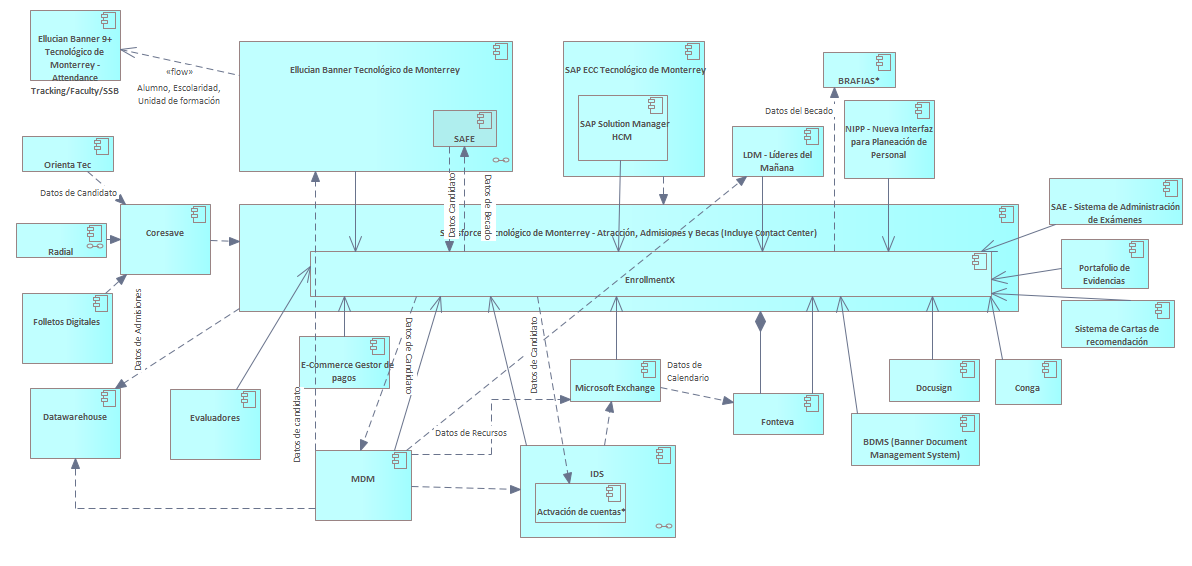 Ellucian Banner 9+
Tecnológico de
Monterrey -
Attendance
Tracking/Faculty/SSB
«flow»
Alumno, Escolaridad,
Unidad de formación
Ellucian Banner Tecnológico de Monterrey
SAFE
SAP ECC Tecnológico de Monterrey
SAP Solution Manager
HCM
BRAFIAS*
Datos del Becado
LDM - Líderes del
Mañana
NIPP - Nueva Interfaz
para Planeación de
Personal
Orienta Tec
Datos de Candidato
Radial
Coresave
Folletos Digitales
Datos de Admisiones
Datos Candidato
Datos de Becado
Tecnológico de Monterrey - Atracción, Admisiones y Becas (Incluye Contact Center)
EnrollmentX
SAE - Sistema de Administración
de Exámenes
Portafolio de
Evidencias
Sistema de Cartas de
recomendación
E-Commerce Gestor de
pagos
Datos de Candidato
Datos de Candidato
Datos de candidato
Microsoft Exchange
Datos de
Calendario
Fonteva
Docusign
Conga
BDMS (Banner Document
Management System)
Datawarehouse
Evaluadores
Datos de Recursos
MDM
IDS
Actvación de cuentas*